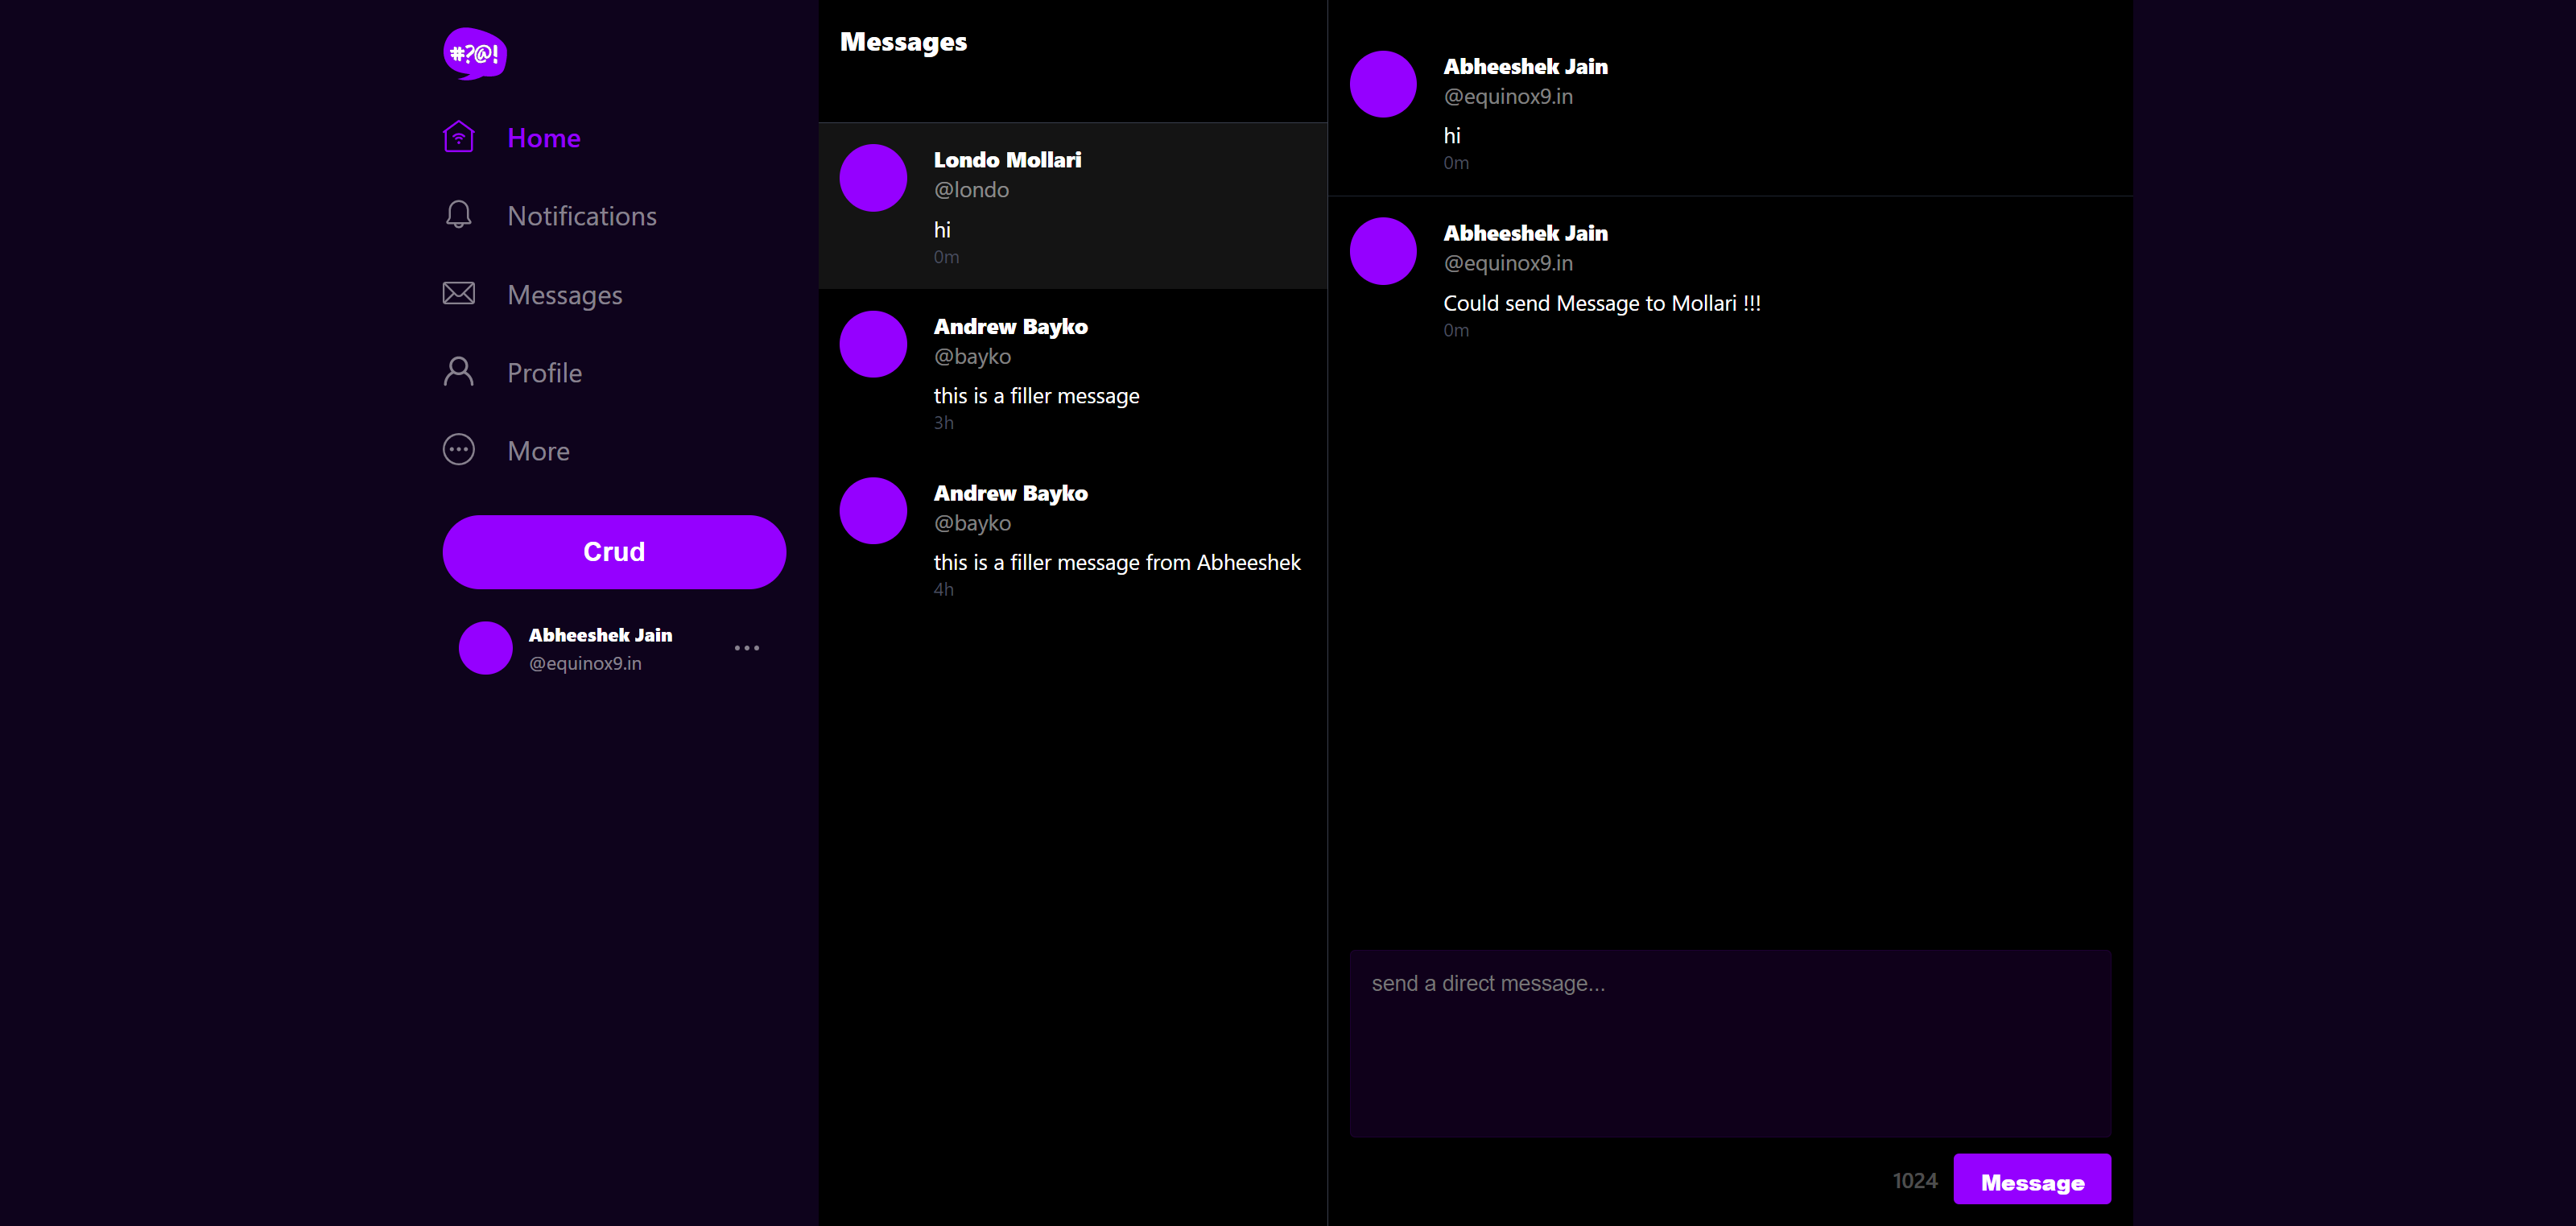 #?@!
Home
Notifications
Messages
Profile
More
Crud
Abheeshek Jain
@equinox9.in
Messages
Londo Mollari
@londo
hi
0m
Andrew Bayko
@bayko
this is a filler message
3h
Andrew Bayko
@bayko
this is a filler message from Abheeshek
4h
Abheeshek Jain
@equinox9.in
hi
0m
Abheeshek Jain
@equinox9.in
Could send Message to Mollari !!!
0m
send a direct message...
1024
Message